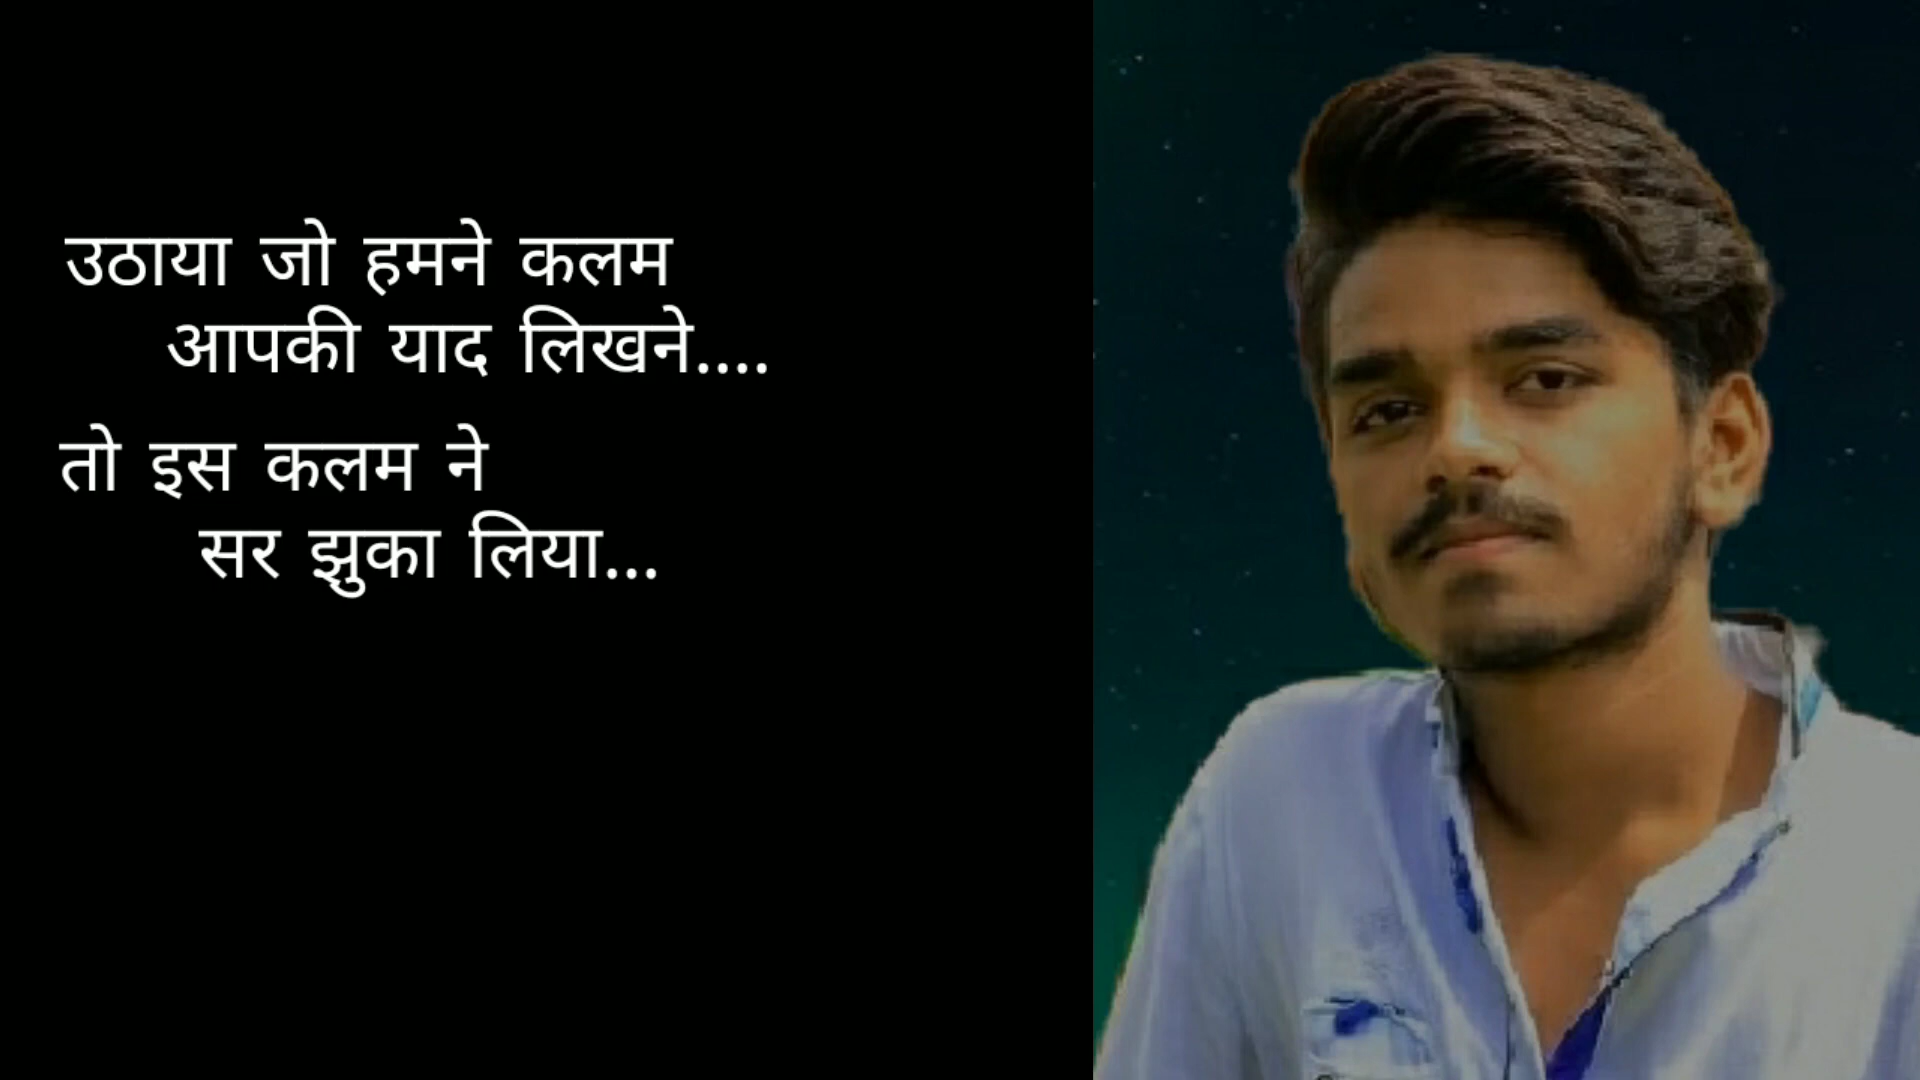 उठाया जो हमने कलम
आपकी याद लिखने....
तो इस कलम ने
सर झुका लिया...